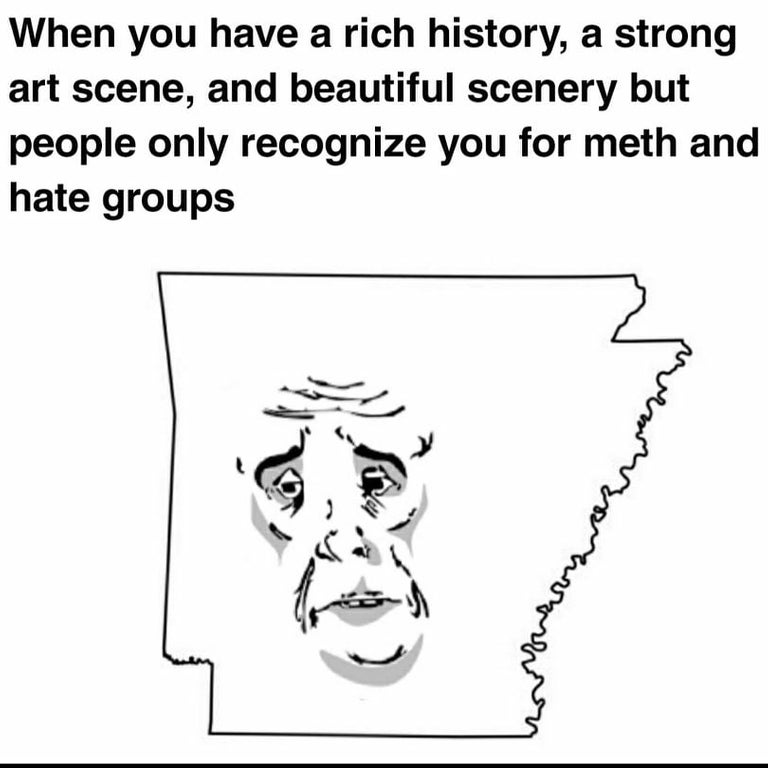 When you have a rich history, a strong
art scene, and beautiful scenery but
people only recognize you for meth and
hate groups